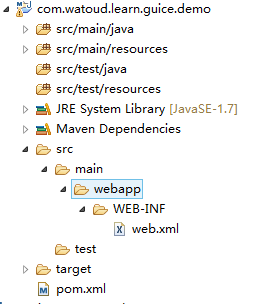 com.watoud.learn.guice.demo
src/main/java
src/main/resources
src/test/java
src/test/resources
JRE System Library [JavaSE-1.7]
Maven Dependencies
src
main
webapp
WEB-INF
web.xml
test
target
pom.xml